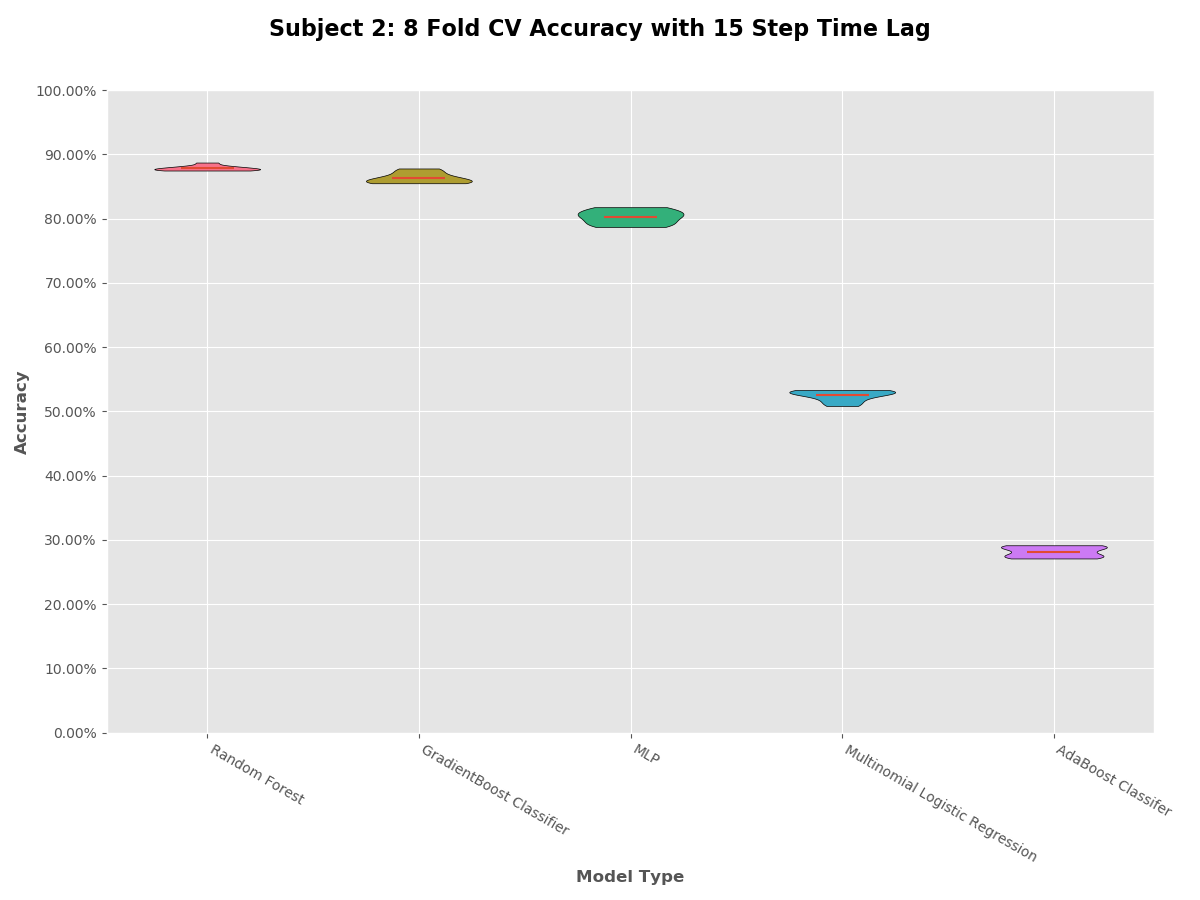 Subject 2: 8 Fold CV Accuracy with 15 Step Time Lag
100.00%
90.00%
80.00%
70.00%
60.00%
50.00%
40.00%
30.00%
20.00%
10.00%
0.00%
Accuracy
Random Forest
GradientBoost Classifier
MLP
Multinomial Logistic Regression
AdaBoost Classifer
Model Type